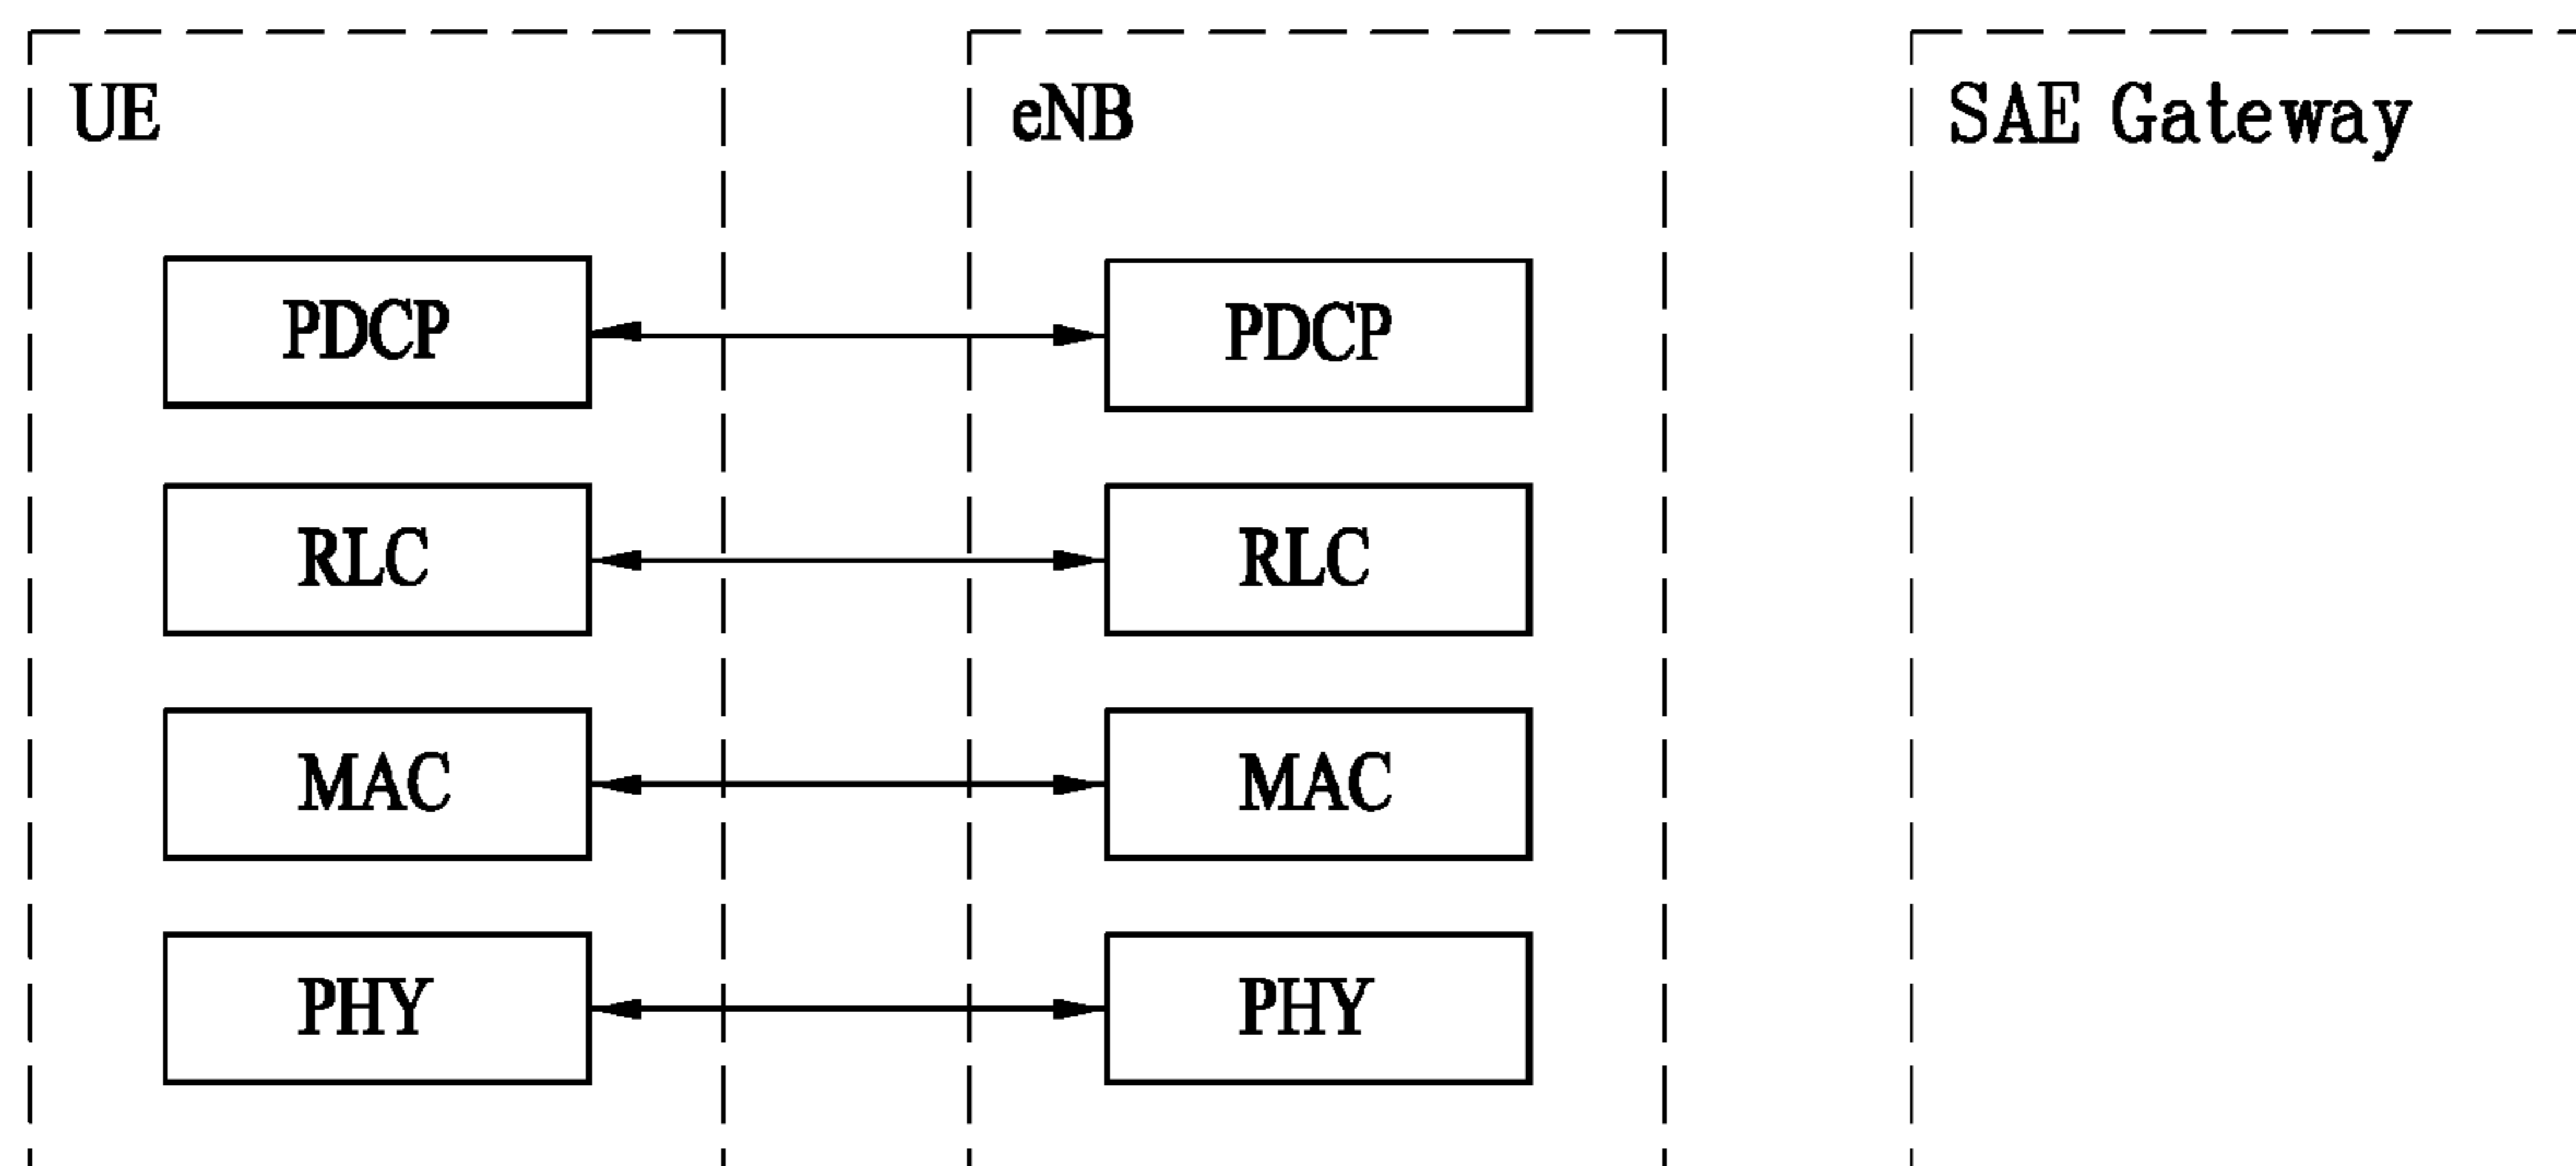 UE
eNB
SAE Gateway
PDCP
PDCP
RLC
RLC
MAC
MAC
PHY
PHY